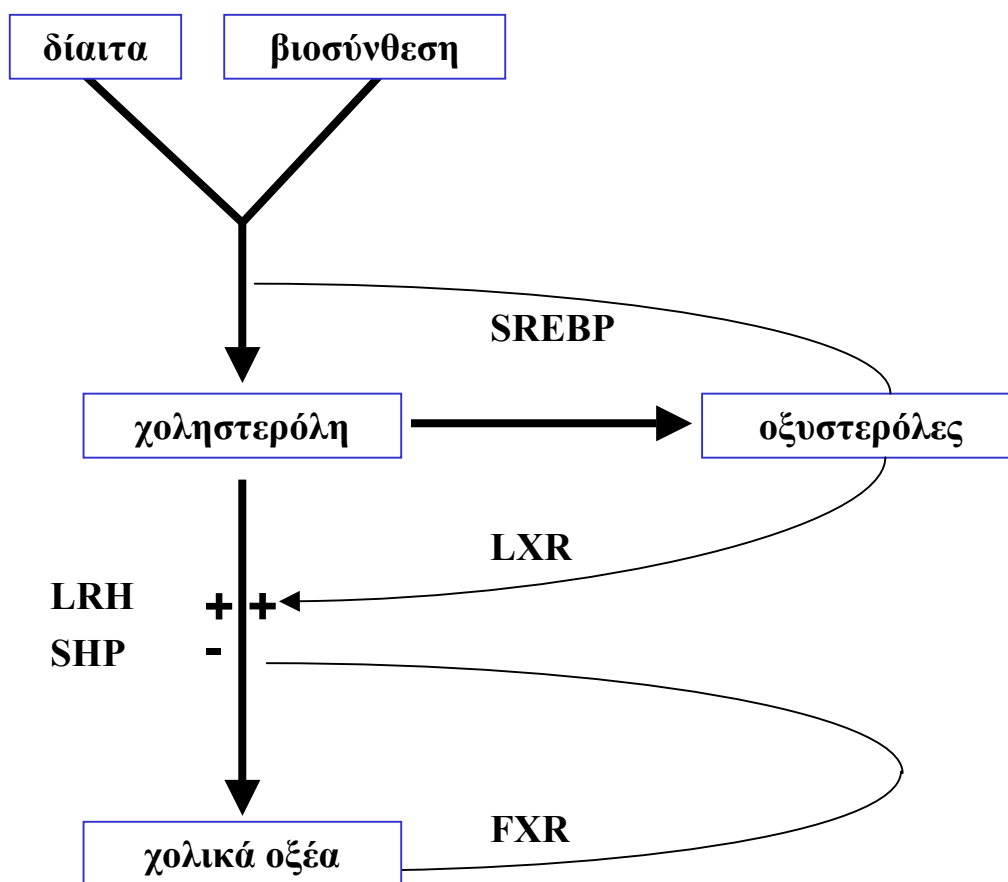 δίαιτα
βιοσύνθεση
SREBP
χοληστερόλη
οξυστερόλες
LXR
LRH
+ +
SHP
-
FXR
χολικά οξέα